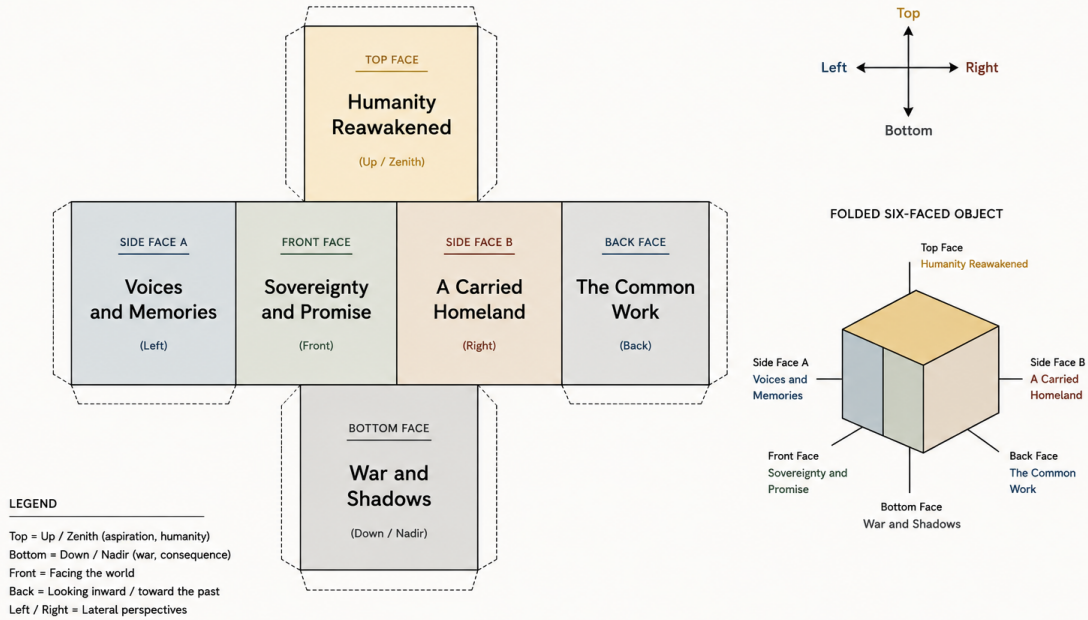 TOP FACE
Humanity
Reawakened
(Up / Zenith)
SIDE FACE A
Voices
and Memories
(Left)
FRONT FACE
Sovereignty
and Promise
(Front)
SIDE FACE B
A Carried
Homeland
(Right)
BACK FACE
The Common
Work
(Back)
BOTTOM FACE
War and
Shadows
(Down / Nadir)
LEGEND
Top = Up / Zenith (aspiration, humanity)
Bottom = Down / Nadir (war, consequence)
Front = Facing the world
Back = Looking inward / toward the past
Left / Right = Lateral perspectives
Top
Left
Right
Bottom
FOLDED SIX-FACED OBJECT
Top Face
Humanity Reawakened
Side Face A
Voices and
Memories
Side Face B
A Carried
Homeland
Front Face
Sovereignty and
Promise
Back Face
The Common
Work
Bottom Face
War and Shadows